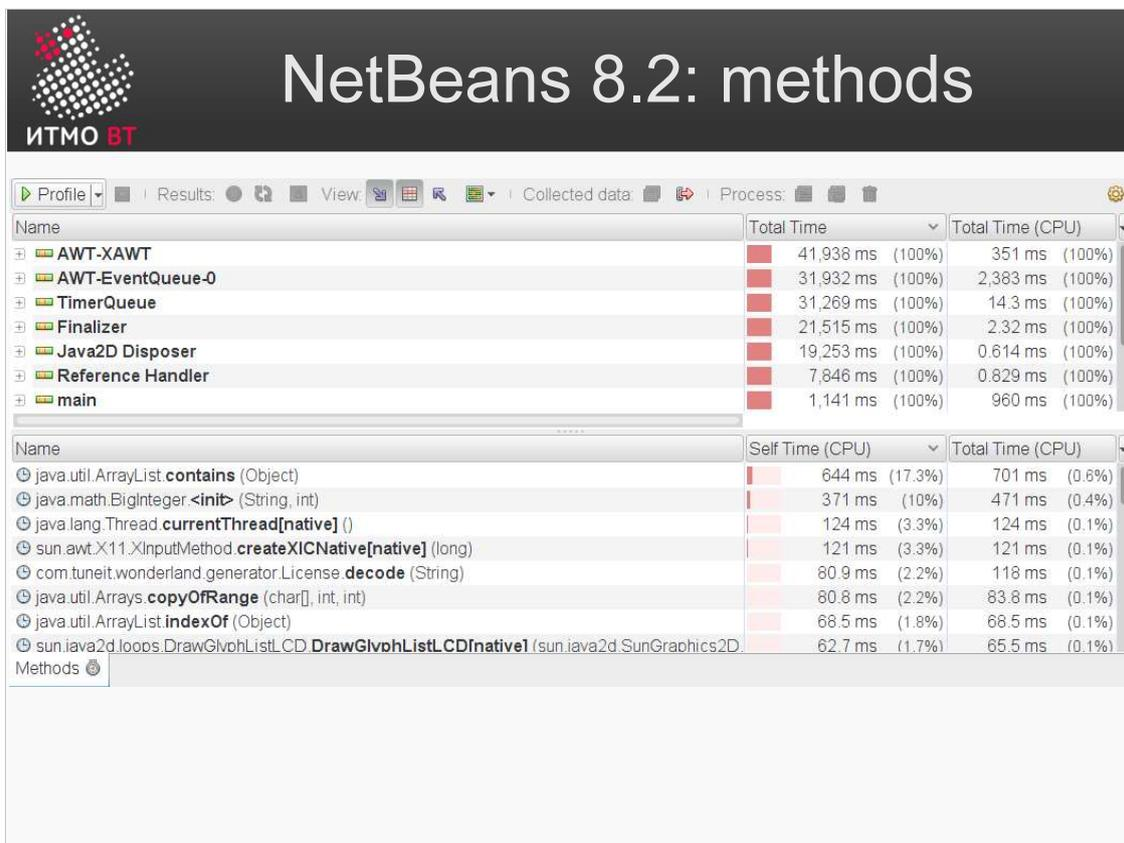 NetBeans 8.2: methods
ИТМО ВТ
Profile Results: View: Collected data: Process:
Name Total Time Total Time (CPU)
AWT-XAWT 41,938 ms (100%) 351 ms (100%)
AWT-EventQueue-0 31,932 ms (100%) 2,383 ms (100%)
TimerQueue 31,269 ms (100%) 14.3 ms (100%)
Finalizer 21,515 ms (100%) 2.32 ms (100%)
Java2D Disposer 19,253 ms (100%) 0.614 ms (100%)
Reference Handler 7,846 ms (100%) 0.829 ms (100%)
main 1,141 ms (100%) 960 ms (100%)
Name Self Time (CPU) Total Time (CPU)
java.util.ArrayList.contains (Object) 644 ms (17.3%) 701 ms (0.6%)
java.math.BigInteger.<init> (String, int) 371 ms (10%) 471 ms (0.4%)
java.lang.Thread.currentThread[native] () 124 ms (3.3%) 124 ms (0.1%)
sun.awt.X11.XInputMethod.createXICNative[native] (long) 121 ms (3.3%) 121 ms (0.1%)
com.tuneit.wonderland.generator.License.decode (String) 80.9 ms (2.2%) 118 ms (0.1%)
java.util.Arrays.copyOfRange (char[], int, int) 80.8 ms (2.2%) 83.8 ms (0.1%)
java.util.ArrayList.indexOf (Object) 68.5 ms (1.8%) 68.5 ms (0.1%)
sun.java2d.loops.DrawGlyphListLCD.DrawGlyphListLCD[native] (sun.java2d.SunGraphics2D. 62.7 ms (1.7%) 65.5 ms (0.1%)
Methods